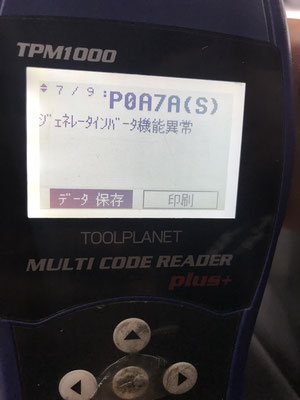 TPM1000
7 / 9 :P0A7A(S)
ｼﾞｪﾈﾚｰﾀｲﾝﾊﾞｰﾀ機能異常
データ 保存 印刷
TOOLPLANET
MULTI CODE READER
plus+